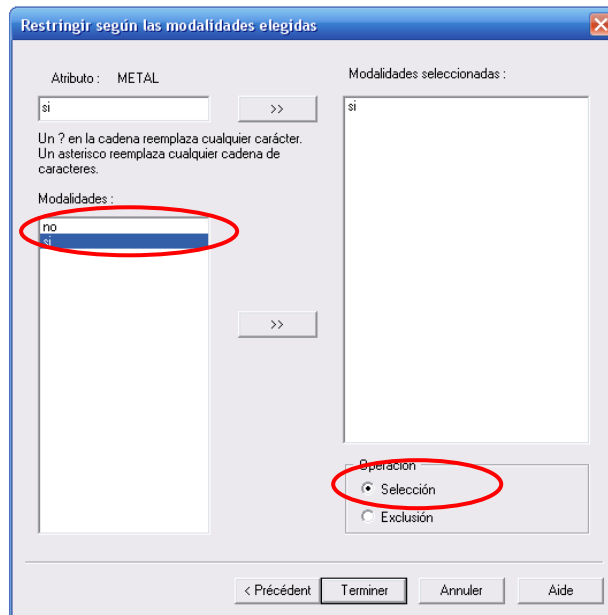 Restringir según las modalidades elegidas
Atributo : METAL
si
>>
Un ? en la cadena reemplaza cualquier carácter.
Un asterisco reemplaza cualquier cadena de
caracteres.
Modalidades :
no
si
>>
Modalidades seleccionadas :
si
Operación
Selección
Exclusión
< Précédent
Terminer
Annuler
Aide